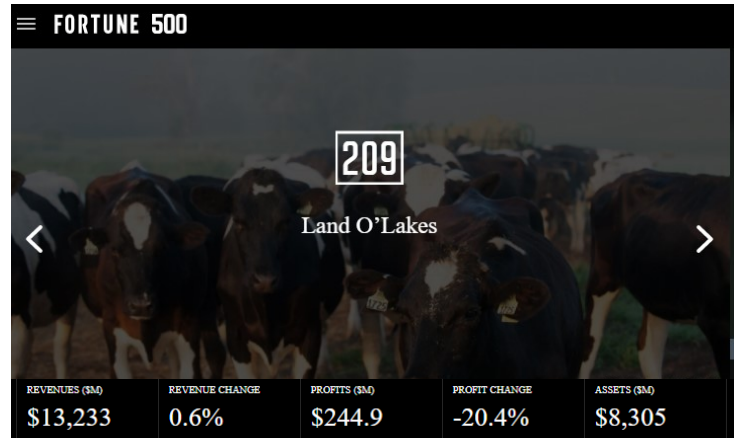 FORTUNE 500
209
Land O'Lakes
REVENUES ($M)
$13,233
REVENUE CHANGE
0.6%
PROFITS ($M)
$244.9
PROFIT CHANGE
-20.4%
ASSETS ($M)
$8,305